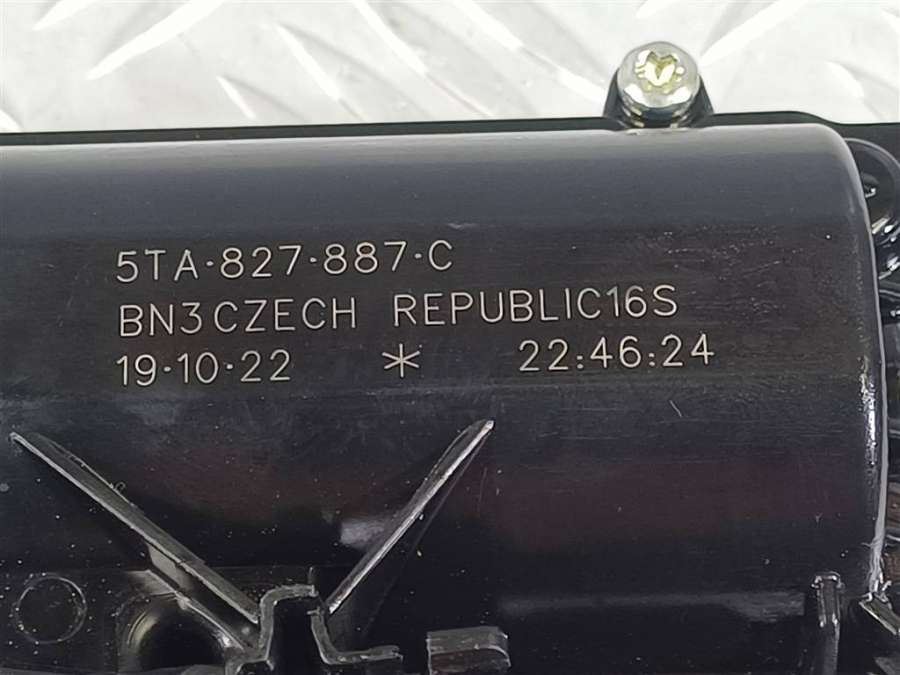 5TA·827·887·C
BN3CZECH REPUBLIC16S
19·10·22 * 22:46:24